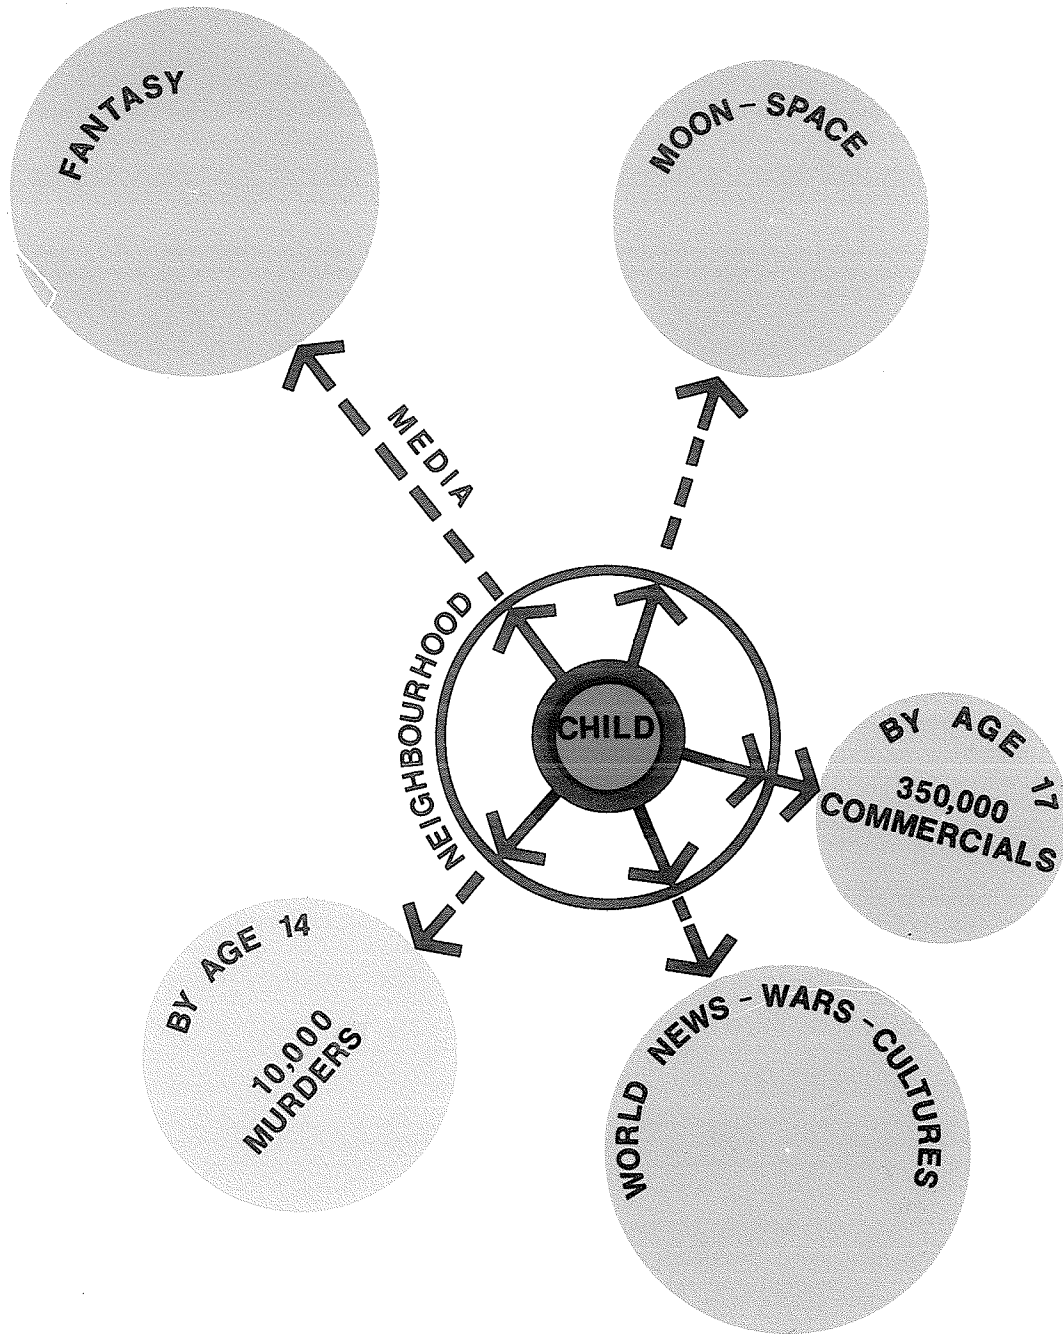 FANTASY
MOON - SPACE
MEDIA
NEIGHBOURHOOD
CHILD
BY AGE 17
350,000
COMMERCIALS
BY AGE 14
10,000
MURDERS
WORLD NEWS - WARS - CULTURES